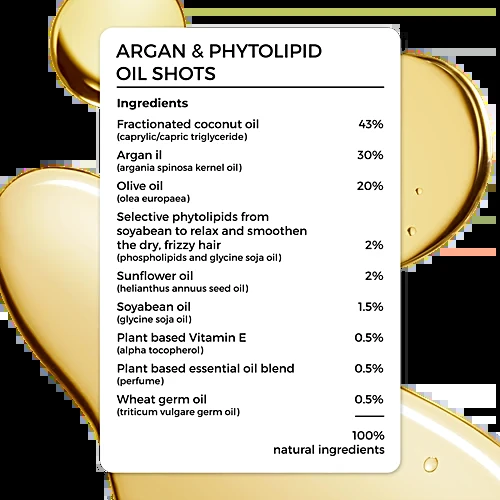 ARGAN & PHYTOLIPID
OIL SHOTS
Ingredients
Fractionated coconut oil 43%
(caprylic/capric triglyceride)
Argan il 30%
(argania spinosa kernel oil)
Olive oil 20%
(olea europaea)
Selective phytolipids from
soyabean to relax and smoothen
the dry, frizzy hair 2%
(phospholipids and glycine soja oil)
Sunflower oil 2%
(helianthus annuus seed oil)
Soyabean oil 1.5%
(glycine soja oil)
Plant based Vitamin E 0.5%
(alpha tocopherol)
Plant based essential oil blend 0.5%
(perfume)
Wheat germ oil 0.5%
(triticum vulgare germ oil)
100%
natural ingredients